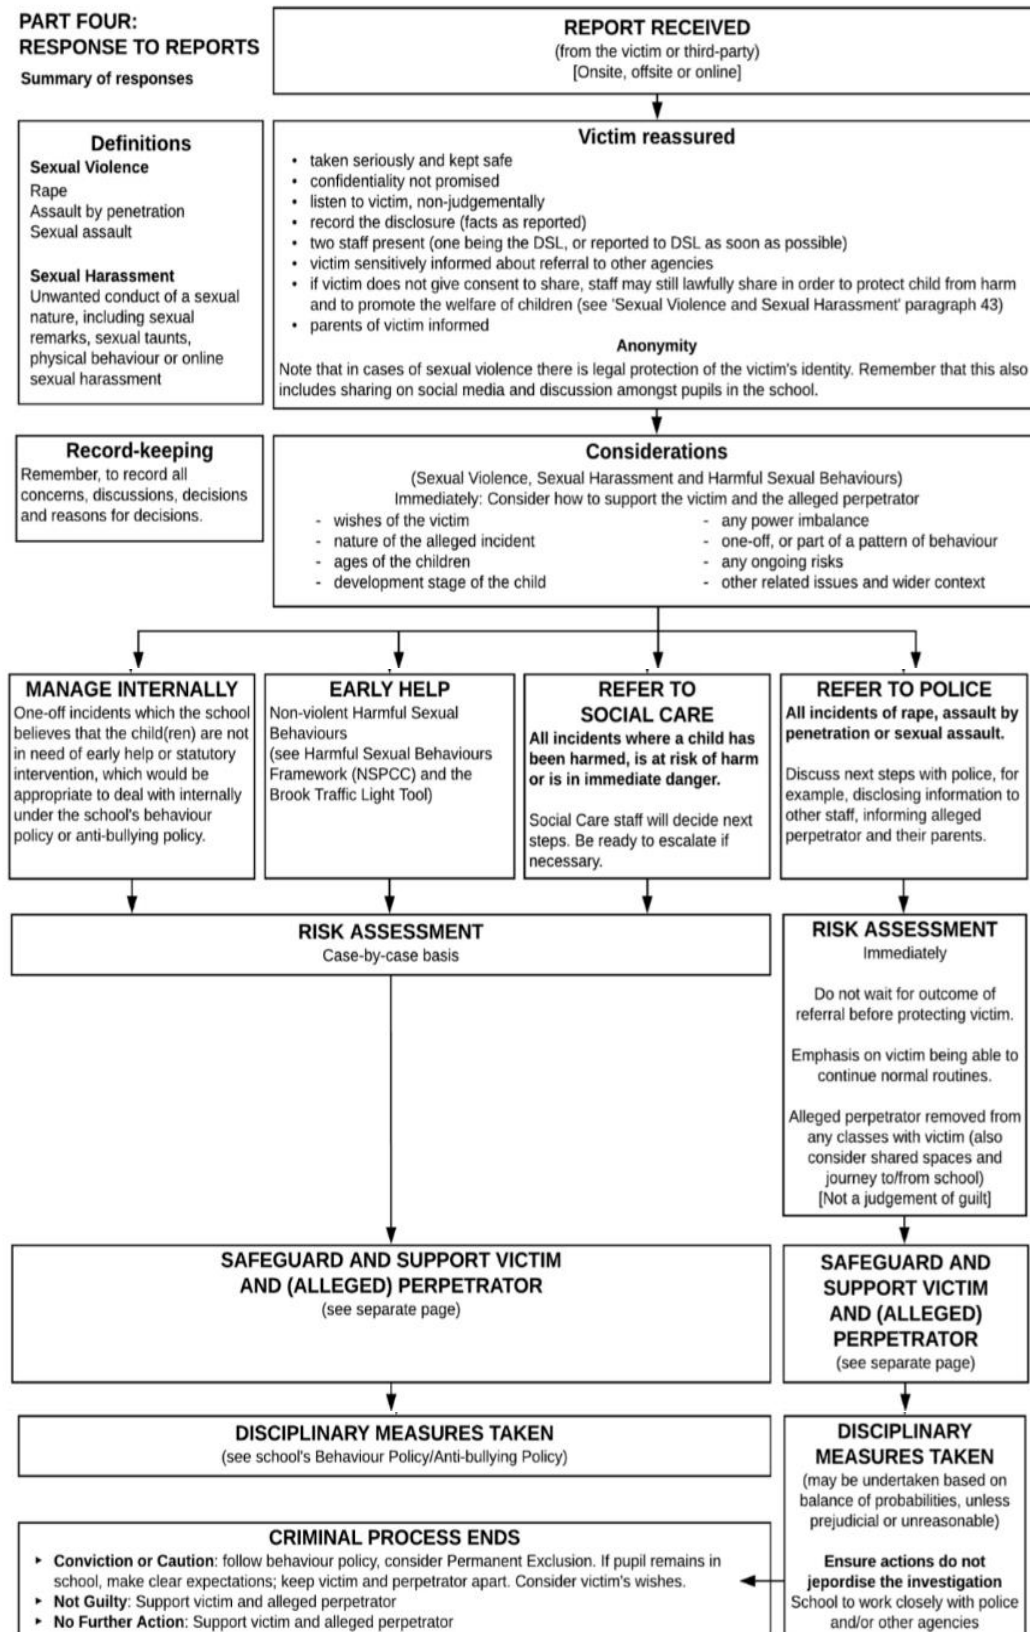 PART FOUR:
RESPONSE TO REPORTS
Summary of responses
REPORT RECEIVED
(from the victim or third-party)
[Onsite, offsite or online]
Definitions
Sexual Violence
Rape
Assault by penetration
Sexual assault
Sexual Harassment
Unwanted conduct of a sexual
nature, including sexual
remarks, sexual taunts,
physical behaviour or online
sexual harassment
Victim reassured
• taken seriously and kept safe
• confidentiality not promised
• listen to victim, non-judgementally
• record the disclosure (facts as reported)
• two staff present (one being the DSL, or reported to DSL as soon as possible)
• victim sensitively informed about referral to other agencies
• if victim does not give consent to share, staff may still lawfully share in order to protect child from harm
and to promote the welfare of children (see 'Sexual Violence and Sexual Harassment' paragraph 43)
• parents of victim informed
Anonymity
Note that in cases of sexual violence there is legal protection of the victim's identity. Remember that this also
includes sharing on social media and discussion amongst pupils in the school.
Record-keeping
Remember, to record all
concerns, discussions, decisions
and reasons for decisions.
Considerations
(Sexual Violence, Sexual Harassment and Harmful Sexual Behaviours)
Immediately: Consider how to support the victim and the alleged perpetrator
- wishes of the victim
- nature of the alleged incident
- ages of the children
- development stage of the child
- any power imbalance
- one-off, or part of a pattern of behaviour
- any ongoing risks
- other related issues and wider context
MANAGE INTERNALLY
One-off incidents which the school
believes that the child(ren) are not
in need of early help or statutory
intervention, which would be
appropriate to deal with internally
under the school's behaviour
policy or anti-bullying policy.
EARLY HELP
Non-violent Harmful Sexual
Behaviours
(see Harmful Sexual Behaviours
Framework (NSPCC) and the
Brook Traffic Light Tool)
REFER TO
SOCIAL CARE
All incidents where a child has
been harmed, is at risk of harm
or is in immediate danger.
Social Care staff will decide next
steps. Be ready to escalate if
necessary.
REFER TO POLICE
All incidents of rape, assault by
penetration or sexual assault.
Discuss next steps with police, for
example, disclosing information to
other staff, informing alleged
perpetrator and their parents.
RISK ASSESSMENT
Case-by-case basis
RISK ASSESSMENT
Immediately
Do not wait for outcome of
referral before protecting victim.
Emphasis on victim being able to
continue normal routines.
Alleged perpetrator removed from
any classes with victim (also
consider shared spaces and
journey to/from school)
[Not a judgement of guilt]
SAFEGUARD AND SUPPORT VICTIM
AND (ALLEGED) PERPETRATOR
(see separate page)
SAFEGUARD AND
SUPPORT VICTIM
AND (ALLEGED)
PERPETRATOR
(see separate page)
DISCIPLINARY MEASURES TAKEN
(see school's Behaviour Policy/Anti-bullying Policy)
DISCIPLINARY
MEASURES TAKEN
(may be undertaken based on
balance of probabilities, unless
prejudicial or unreasonable)
Ensure actions do not
jepordise the investigation
School to work closely with police
and/or other agencies
CRIMINAL PROCESS ENDS
▸ Conviction or Caution: follow behaviour policy, consider Permanent Exclusion. If pupil remains in
school, make clear expectations; keep victim and perpetrator apart. Consider victim's wishes.
▸ Not Guilty: Support victim and alleged perpetrator
▸ No Further Action: Support victim and alleged perpetrator